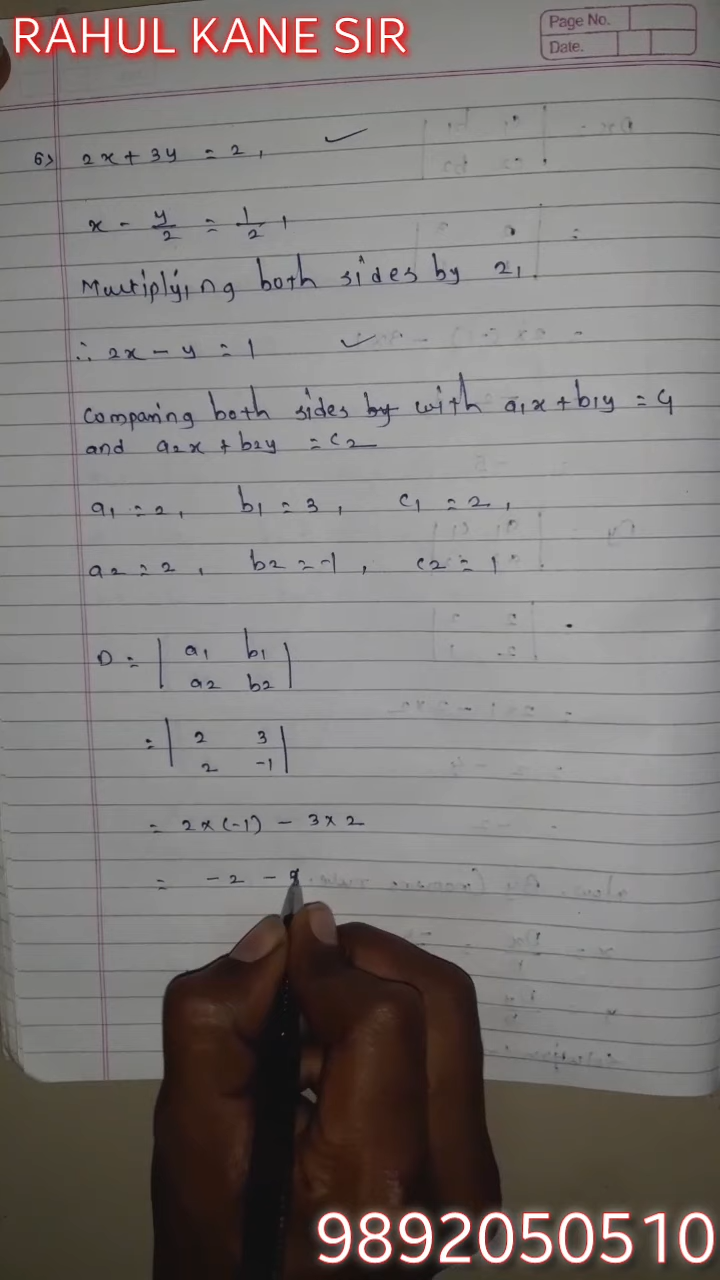 RAHUL KANE SIR
Page No.
Date.
6> 2x + 3y = 2,
x - y/2 = 1/2,
Multiplying both sides by 2,
∴ 2x - y = 1
Comparing both sides by with a1x + b1y = c1
and a2x + b2y = c2
a1 = 2, b1 = 3, c1 = 2,
a2 = 2, b2 = -1, c2 = 1
D = | a1 b1 |
| a2 b2 |
= | 2 3 |
| 2 -1 |
= 2 x (-1) - 3 x 2
= - 2 -
9892050510